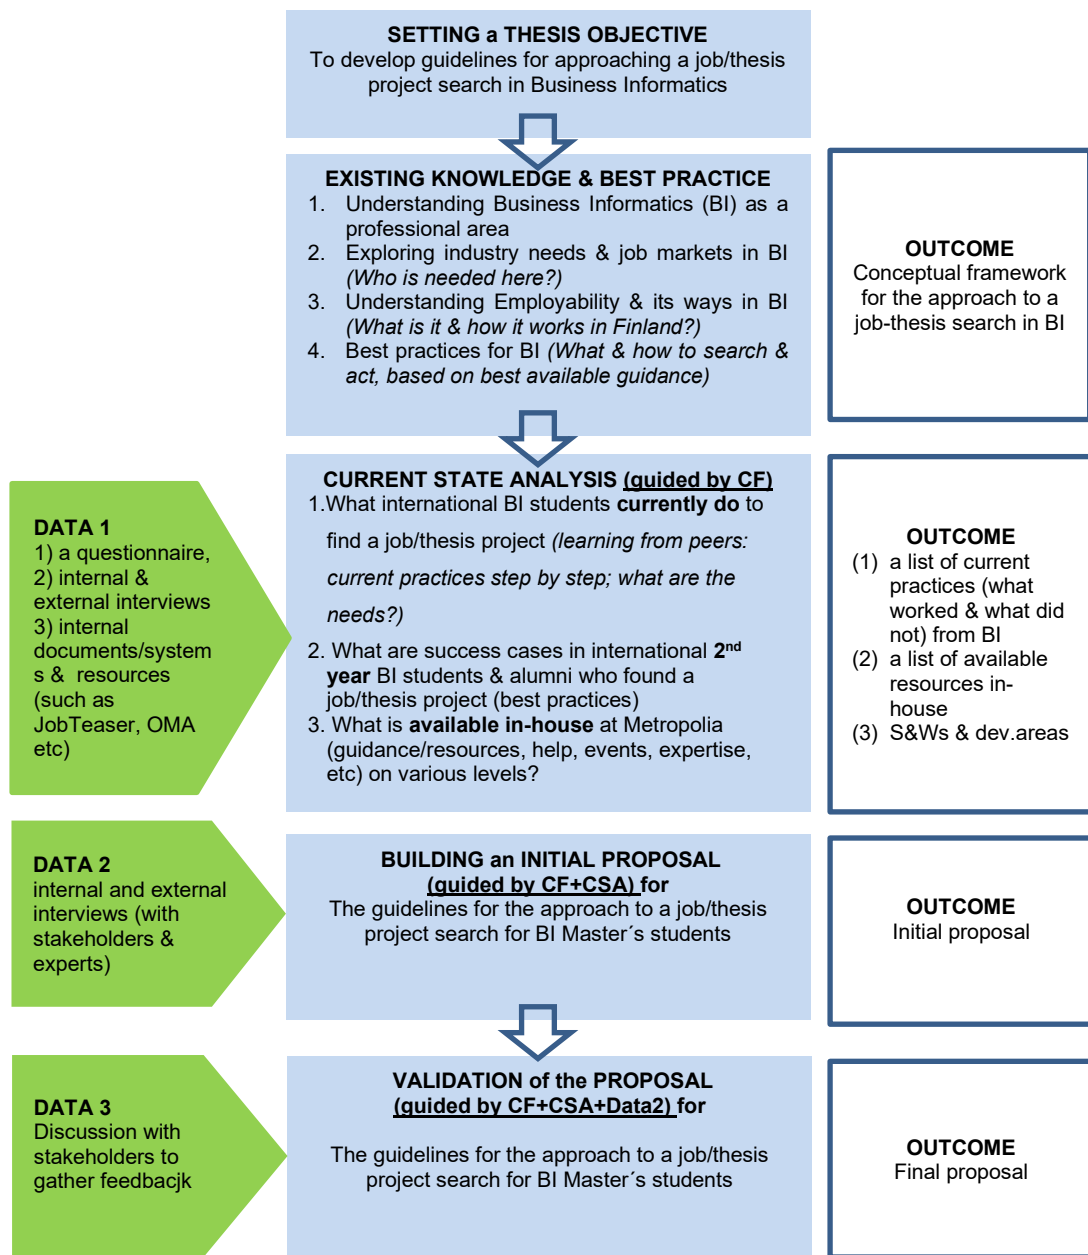 SETTING a THESIS OBJECTIVE
To develop guidelines for approaching a job/thesis
project search in Business Informatics
EXISTING KNOWLEDGE & BEST PRACTICE
1. Understanding Business Informatics (BI) as a
professional area
2. Exploring industry needs & job markets in BI
(Who is needed here?)
3. Understanding Employability & its ways in BI
(What is it & how it works in Finland?)
4. Best practices for BI (What & how to search &
act, based on best available guidance)
OUTCOME
Conceptual framework
for the approach to a
job-thesis search in BI
DATA 1
1) a questionnaire,
2) internal &
external interviews
3) internal
documents/system
s & resources
(such as
JobTeaser, OMA
etc)
CURRENT STATE ANALYSIS (guided by CF)
1.What international BI students currently do to
find a job/thesis project (learning from peers:
current practices step by step; what are the
needs?)
2. What are success cases in international 2nd
year BI students & alumni who found a
job/thesis project (best practices)
3. What is available in-house at Metropolia
(guidance/resources, help, events, expertise,
etc) on various levels?
OUTCOME
(1) a list of current
practices (what
worked & what did
not) from BI
(2) a list of available
resources in-
house
(3) S&Ws & dev.areas
DATA 2
internal and external
interviews (with
stakeholders &
experts)
BUILDING an INITIAL PROPOSAL
(guided by CF+CSA) for
The guidelines for the approach to a job/thesis
project search for BI Master´s students
OUTCOME
Initial proposal
DATA 3
Discussion with
stakeholders to
gather feedbacjk
VALIDATION of the PROPOSAL
(guided by CF+CSA+Data2) for
The guidelines for the approach to a job/thesis
project search for BI Master´s students
OUTCOME
Final proposal